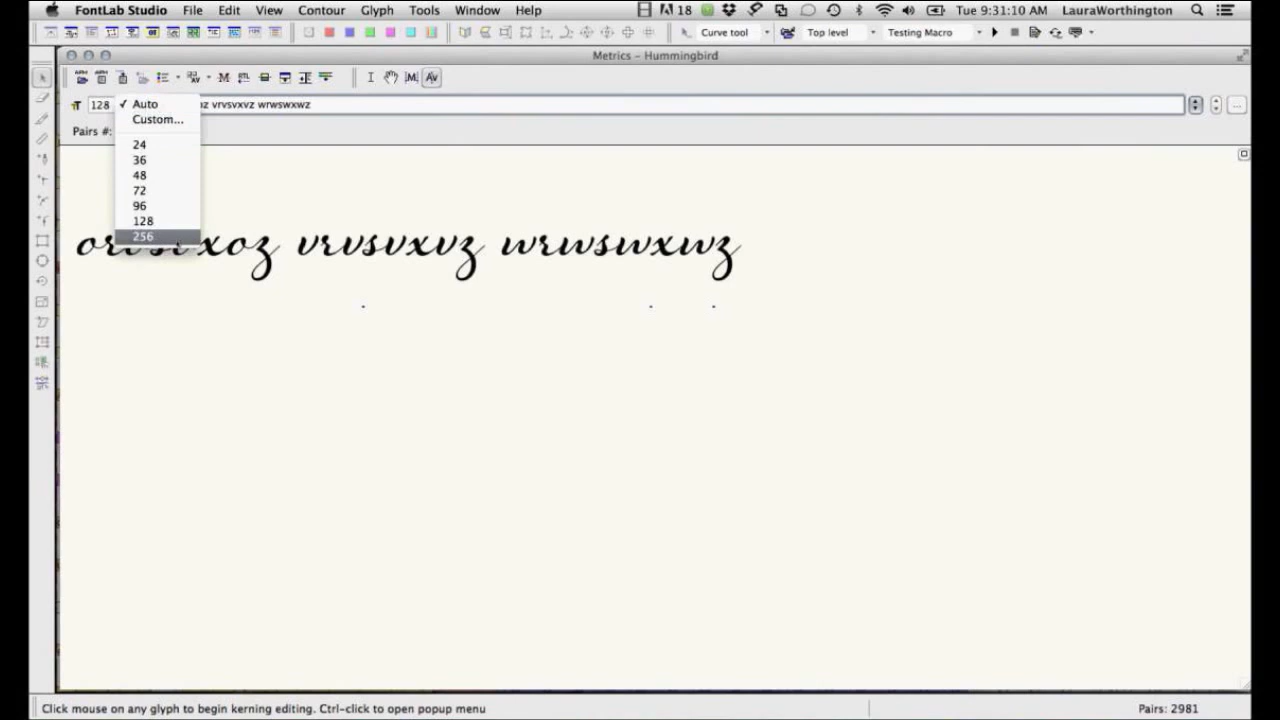 FontLab Studio File Edit View Contour Glyph Tools Window Help 18 Tue 9:31:10 AM LauraWorthington
Curve tool Top level Testing Macro
Metrics – Hummingbird
128 oz vrvsvxvz wrwswxwz
Auto
Custom...
Pairs #:
24
36
48
72
96
128
256
xoz vrvsvxvz wrwswxwz
Click mouse on any glyph to begin kerning editing. Ctrl-click to open popup menu Pairs: 2981